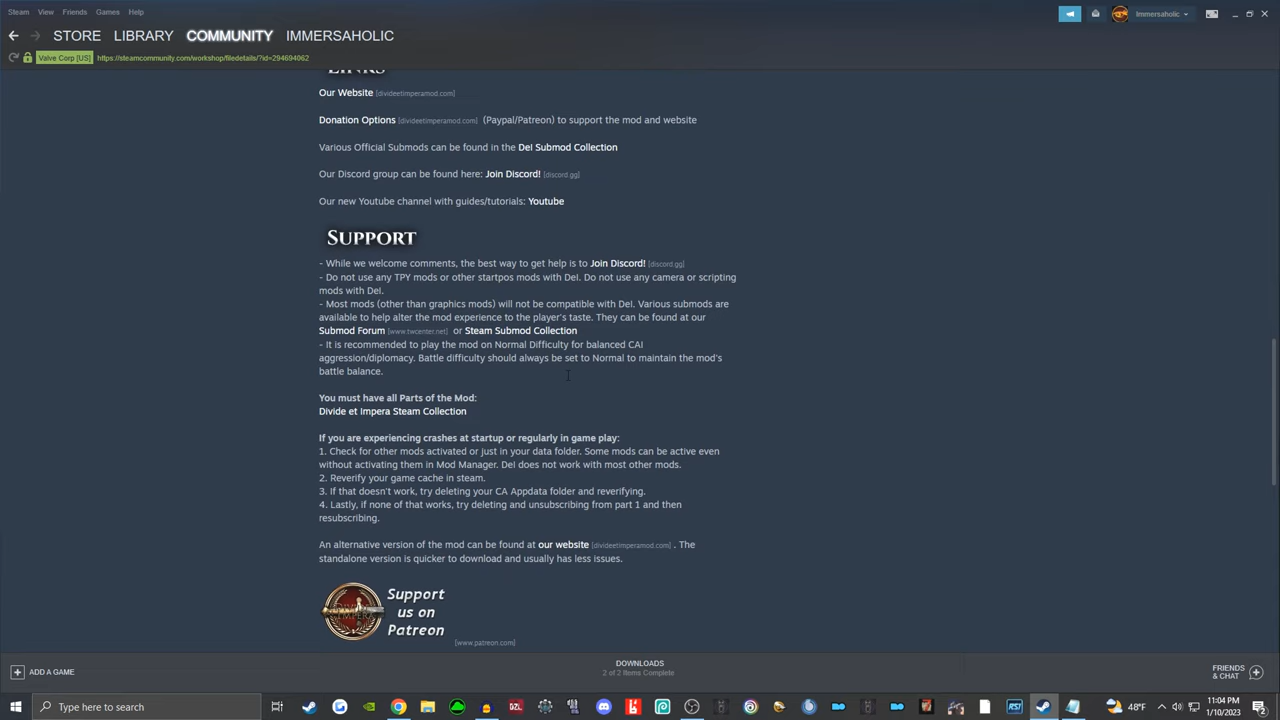 Steam View Friends Games Help
Immersaholic
STORE LIBRARY COMMUNITY IMMERSAHOLIC
Valve Corp [US] https://steamcommunity.com/workshop/filedetails/?id=294694062
LINKS
Our Website [divideetimperamod.com]
Donation Options [divideetimperamod.com] (Paypal/Patreon) to support the mod and website
Various Official Submods can be found in the DeI Submod Collection
Our Discord group can be found here: Join Discord! [discord.gg]
Our new Youtube channel with guides/tutorials: Youtube
SUPPORT
- While we welcome comments, the best way to get help is to Join Discord! [discord.gg]
- Do not use any TPY mods or other startpos mods with DeI. Do not use any camera or scripting
mods with DeI.
- Most mods (other than graphics mods) will not be compatible with DeI. Various submods are
available to help alter the mod experience to the player's taste. They can be found at our
Submod Forum [www.twcenter.net] or Steam Submod Collection
- It is recommended to play the mod on Normal Difficulty for balanced CAI
aggression/diplomacy. Battle difficulty should always be set to Normal to maintain the mod's
battle balance.
You must have all Parts of the Mod:
Divide et Impera Steam Collection
If you are experiencing crashes at startup or regularly in game play:
1. Check for other mods activated or just in your data folder. Some mods can be active even
without activating them in Mod Manager. DeI does not work with most other mods.
2. Reverify your game cache in steam.
3. If that doesn't work, try deleting your CA Appdata folder and reverifying.
4. Lastly, if none of that works, try deleting and unsubscribing from part 1 and then
resubscribing.
An alternative version of the mod can be found at our website [divideetimperamod.com] . The
standalone version is quicker to download and usually has less issues.
Support
us on
Patreon
[www.patreon.com]
ADD A GAME
DOWNLOADS
2 of 2 Items Complete
FRIENDS
& CHAT
Type here to search
48°F
11:04 PM
1/10/2023